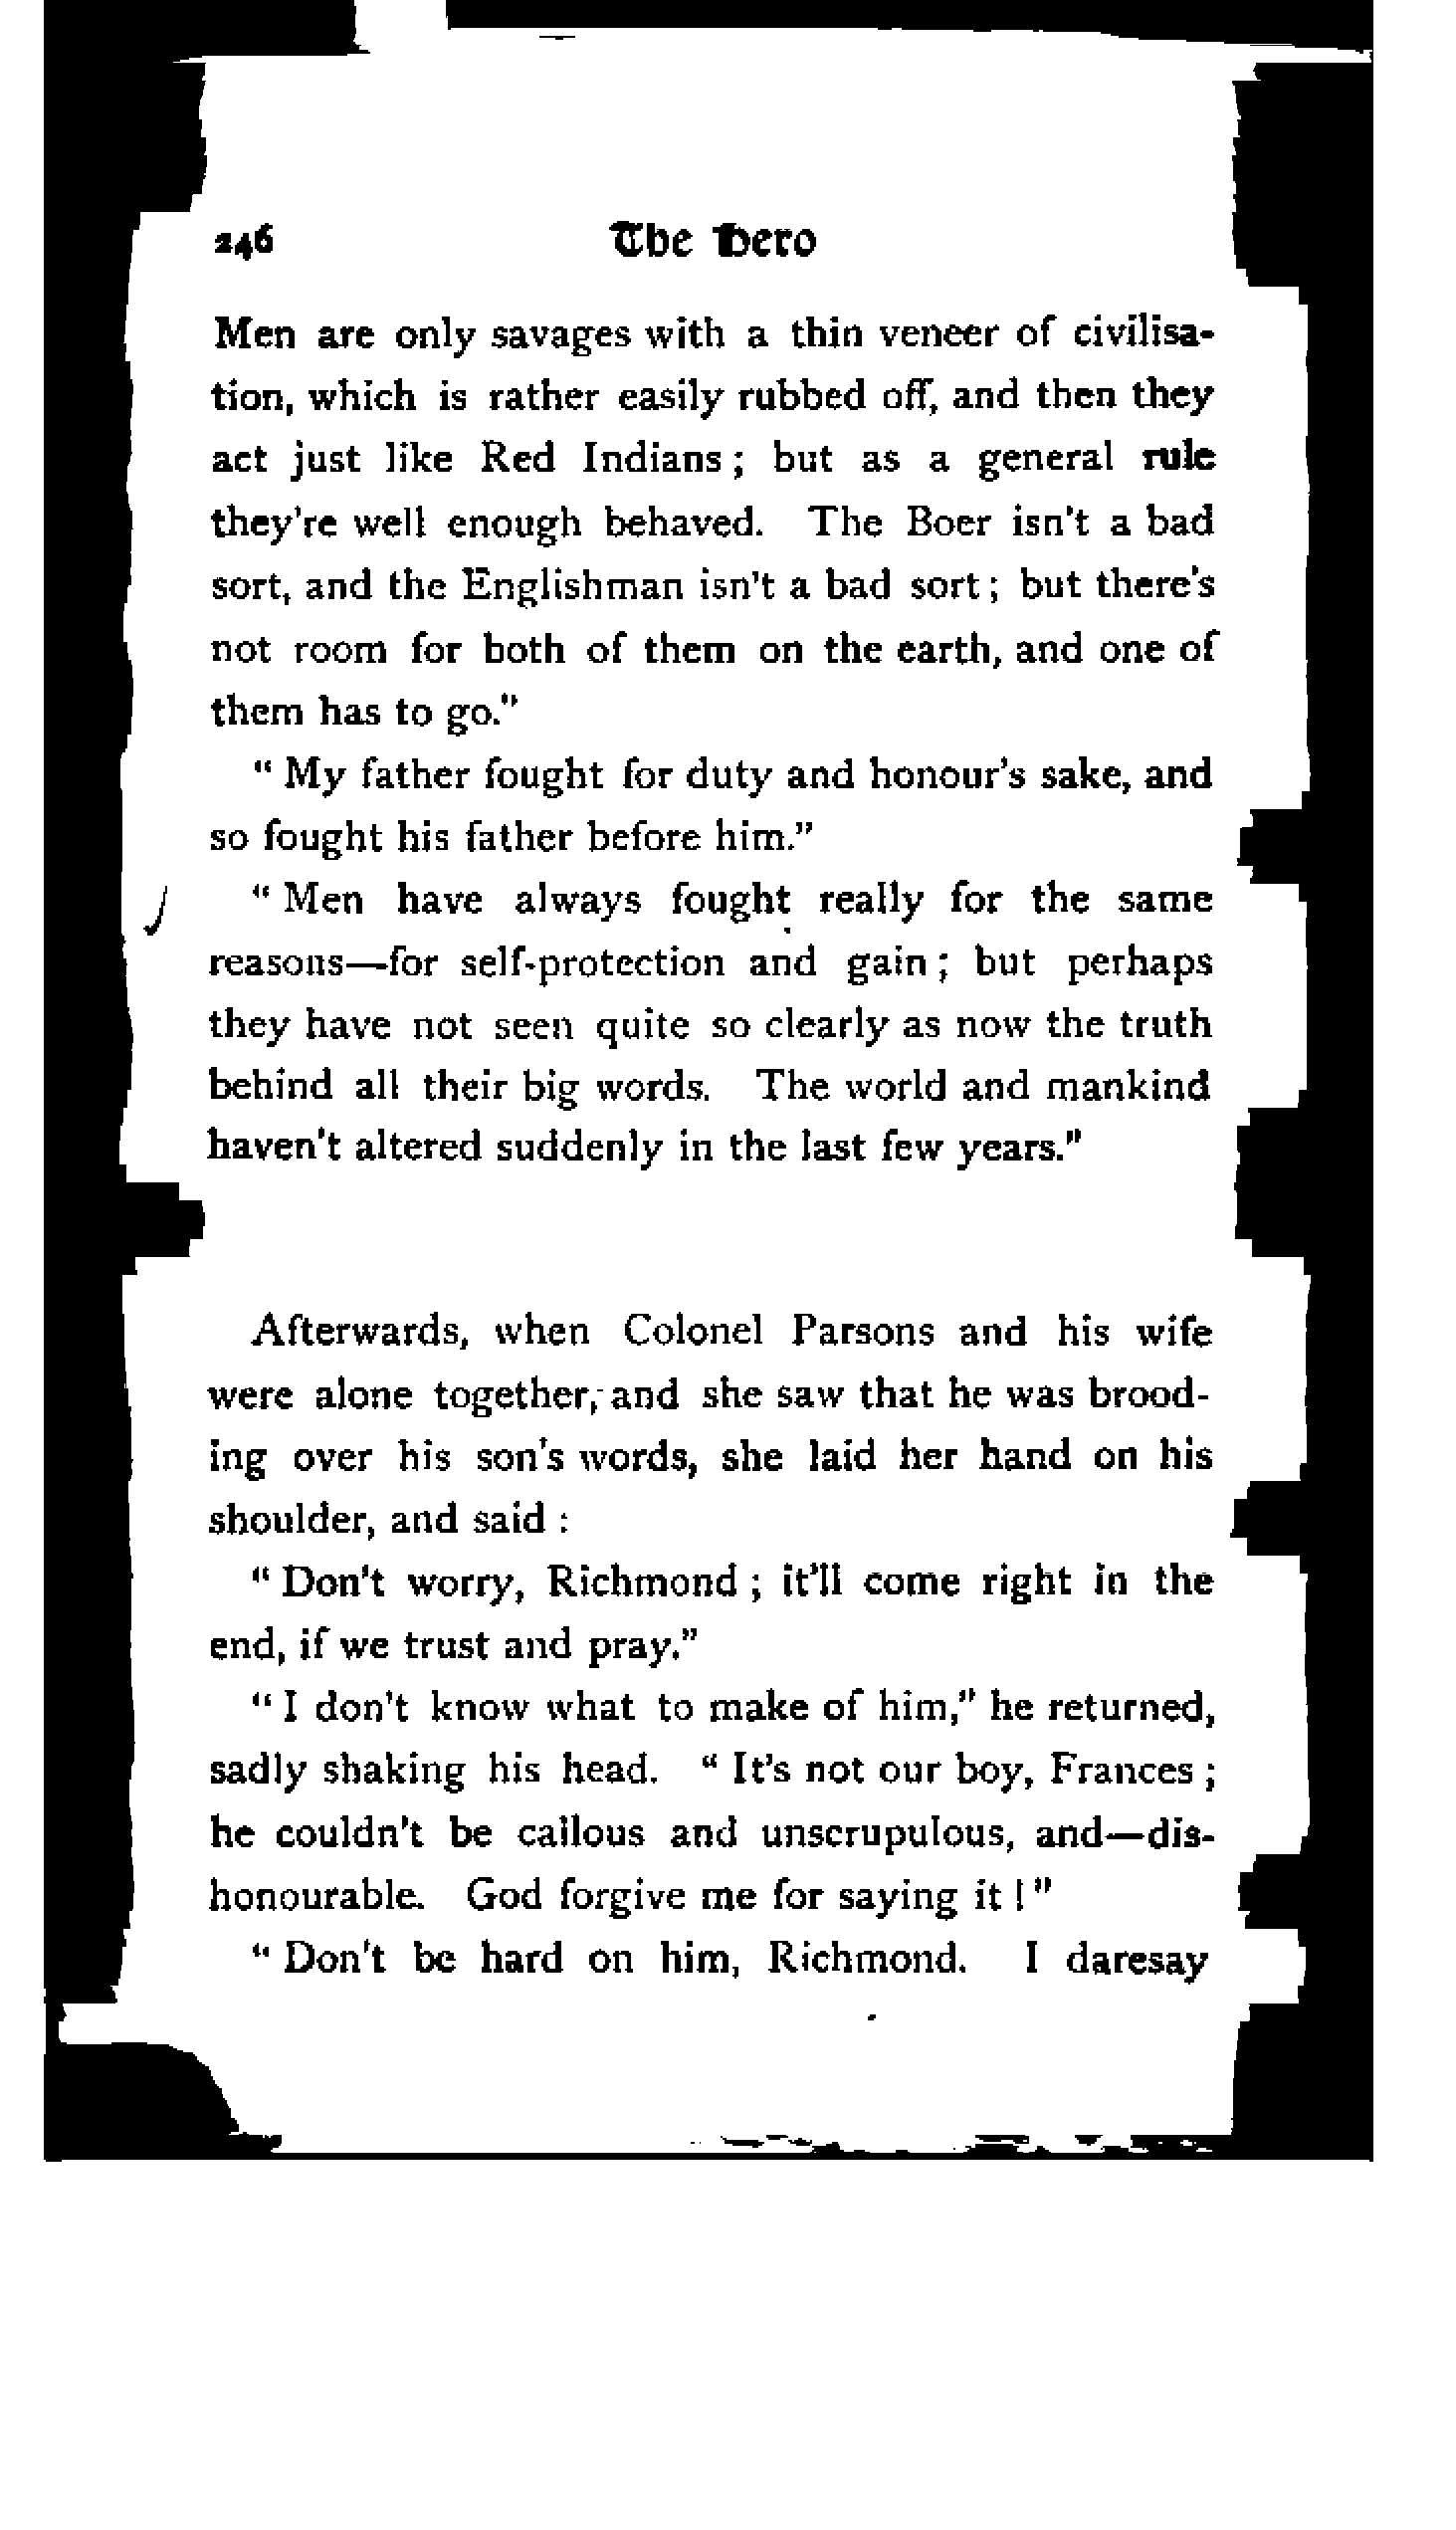 246 The Hero
Men are only savages with a thin veneer of civilisa-
tion, which is rather easily rubbed off, and then they
act just like Red Indians; but as a general rule
they're well enough behaved. The Boer isn't a bad
sort, and the Englishman isn't a bad sort; but there's
not room for both of them on the earth, and one of
them has to go."
"My father fought for duty and honour's sake, and
so fought his father before him."
"Men have always fought really for the same
reasons—for self-protection and gain; but perhaps
they have not seen quite so clearly as now the truth
behind all their big words. The world and mankind
haven't altered suddenly in the last few years."
Afterwards, when Colonel Parsons and his wife
were alone together, and she saw that he was brood-
ing over his son's words, she laid her hand on his
shoulder, and said:
"Don't worry, Richmond; it'll come right in the
end, if we trust and pray."
"I don't know what to make of him," he returned,
sadly shaking his head. "It's not our boy, Frances;
he couldn't be callous and unscrupulous, and—dis-
honourable. God forgive me for saying it!"
"Don't be hard on him, Richmond. I daresay